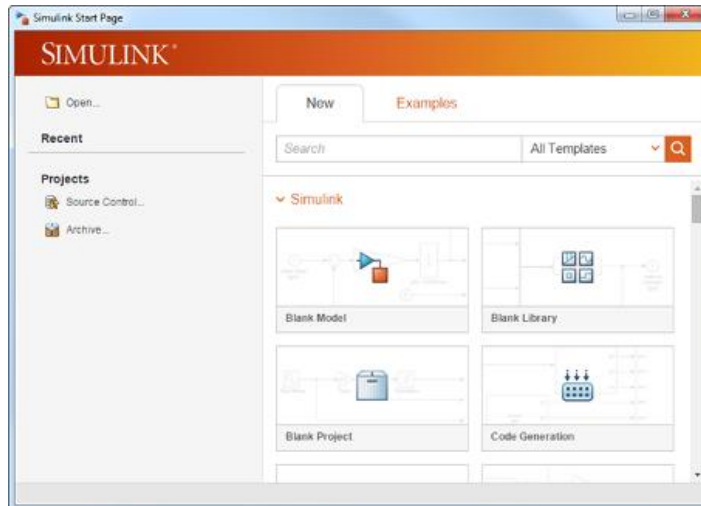 Simulink Start Page
SIMULINK®
Open...
Recent
Projects
Source Control...
Archive...
New Examples
Search All Templates
Simulink
Blank Model Blank Library
Blank Project Code Generation